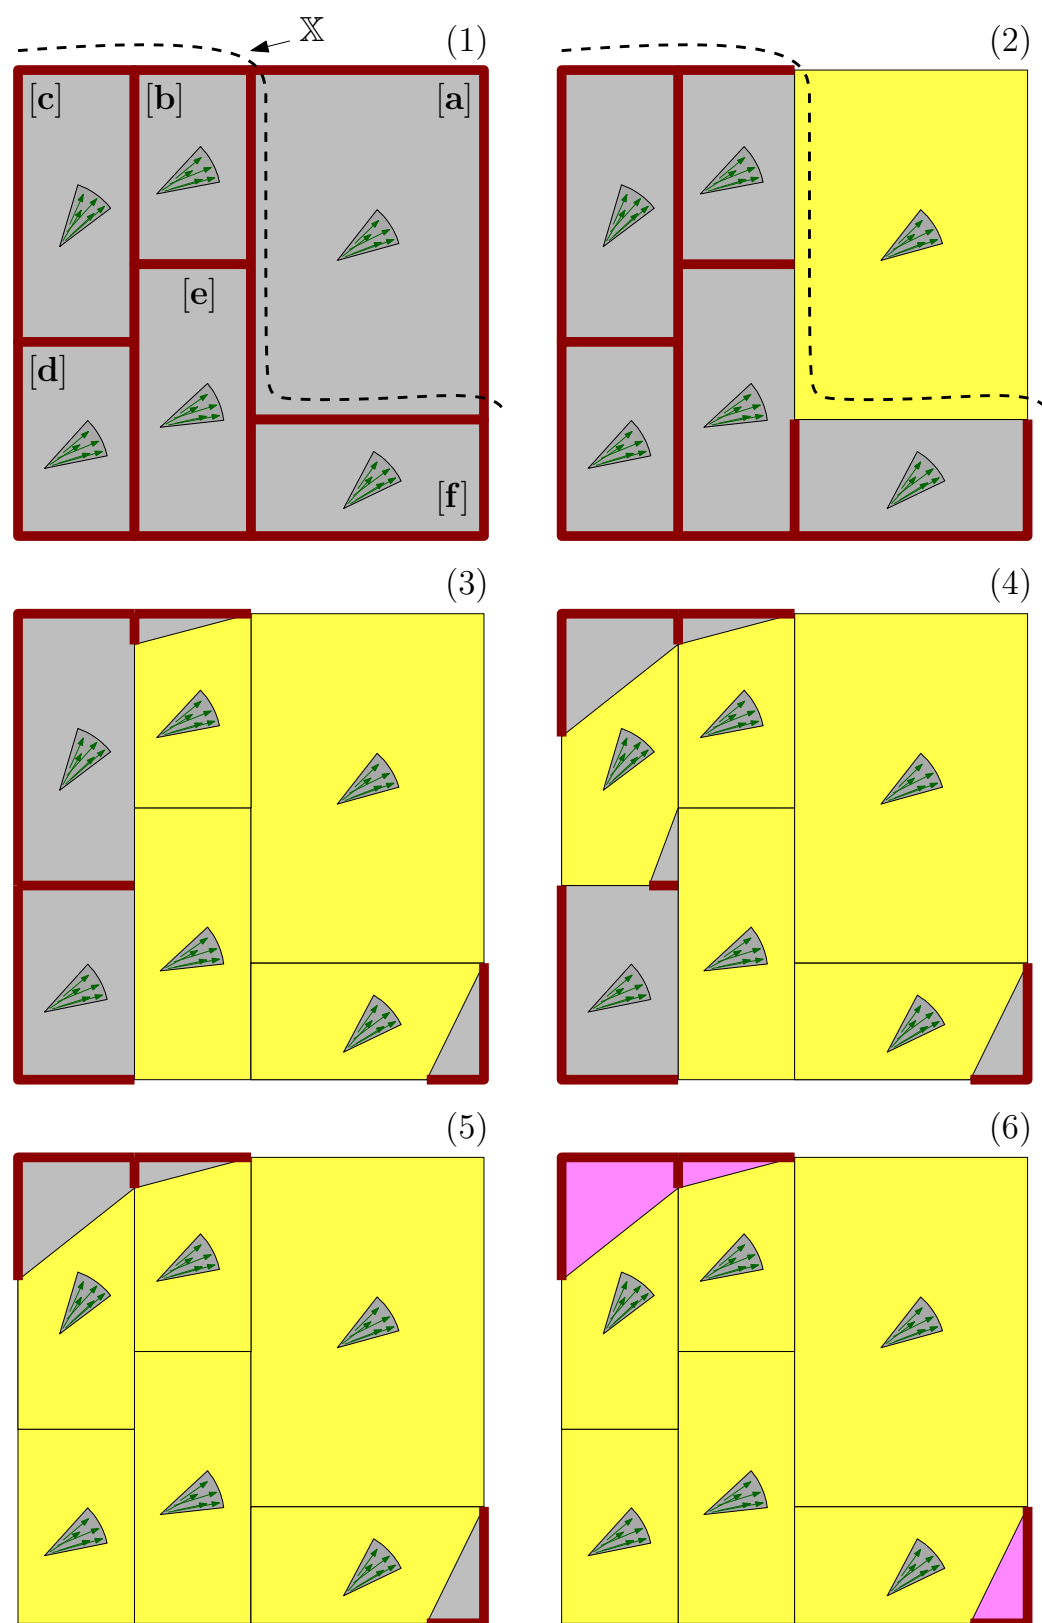 𝕏
(1)
(2)
[c]
[b]
[a]
[e]
[d]
[f]
(3)
(4)
(5)
(6)